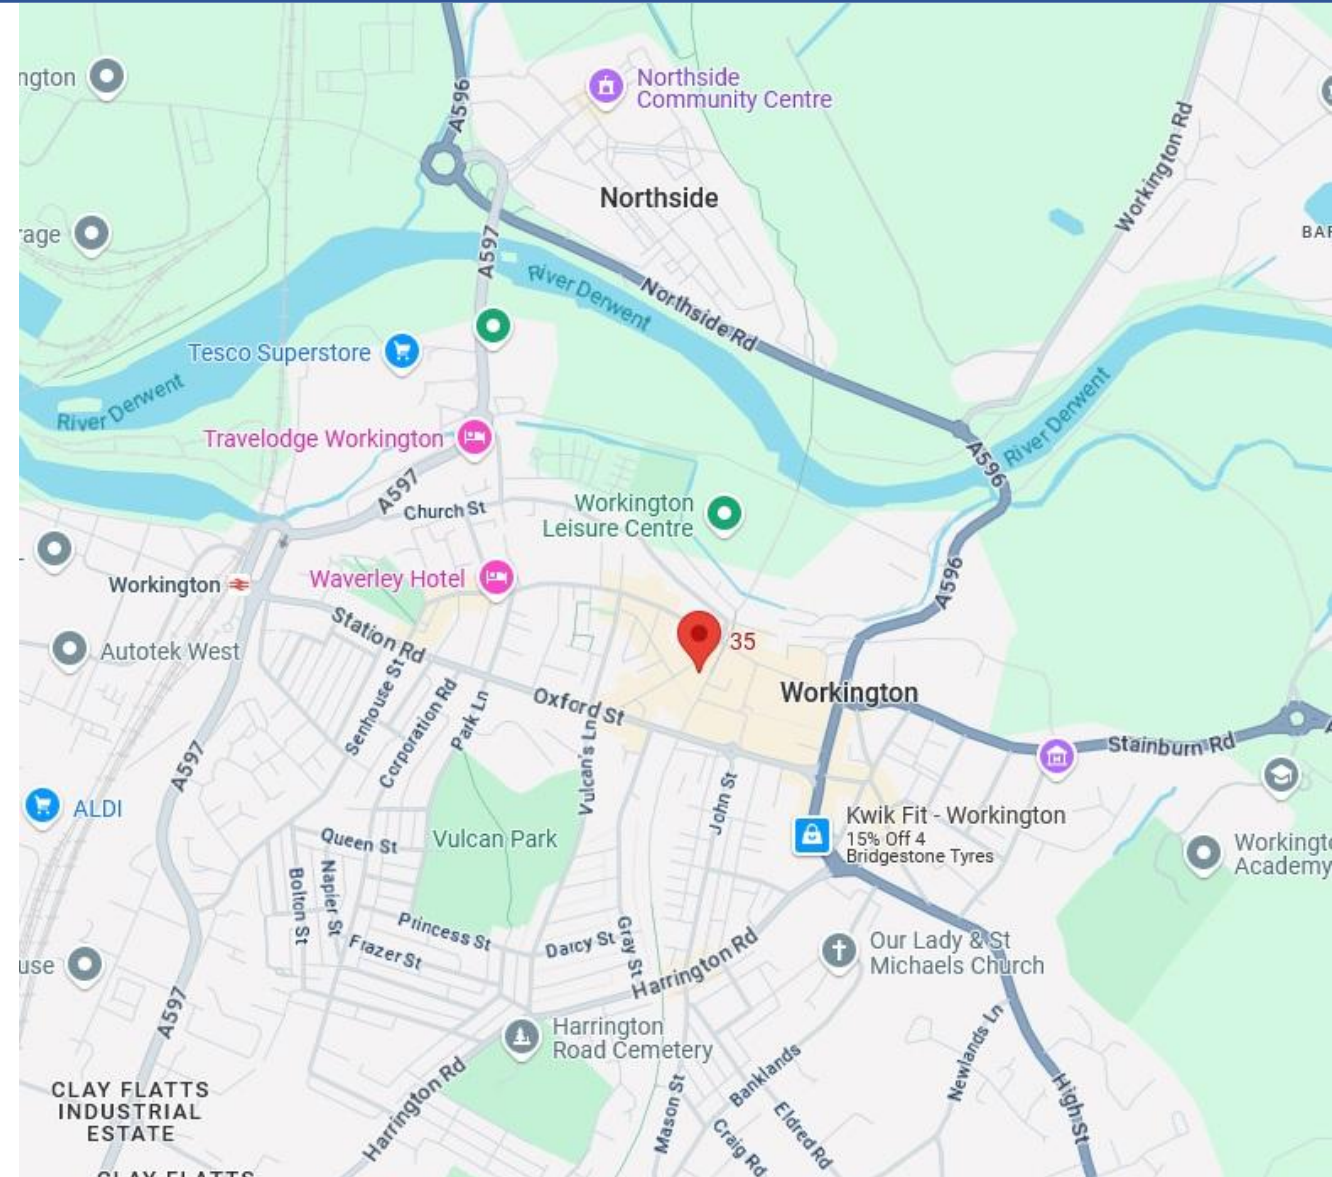 ngton
A596
Northside
Community Centre
Workington Rd
Northside
rage
BAR
A597
River Derwent
Northside Rd
Tesco Superstore
River Derwent
River Derwent
Travelodge Workington
A596
A597
Church St
Workington
Leisure Centre
Workington
Waverley Hotel
A596
Station Rd
35
Autotek West
Senhouse St
Corporation Rd
Park Ln
Oxford St
Workington
Vulcan's Ln
Stainburn Rd
A597
John St
ALDI
Kwik Fit - Workington
15% Off 4
Bridgestone Tyres
Queen St
Vulcan Park
Workingto
Academy
Bolton St
Napier St
Princess St
Frazer St
Darcy St
Gray St
Harrington Rd
Our Lady & St
Michaels Church
use
A597
Harrington
Road Cemetery
Newlands Ln
Banklands
CLAY FLATTS
INDUSTRIAL
ESTATE
Harrington Rd
Mason St
Craig Rd
Eldred Rd
High St
CLAY FLATTS